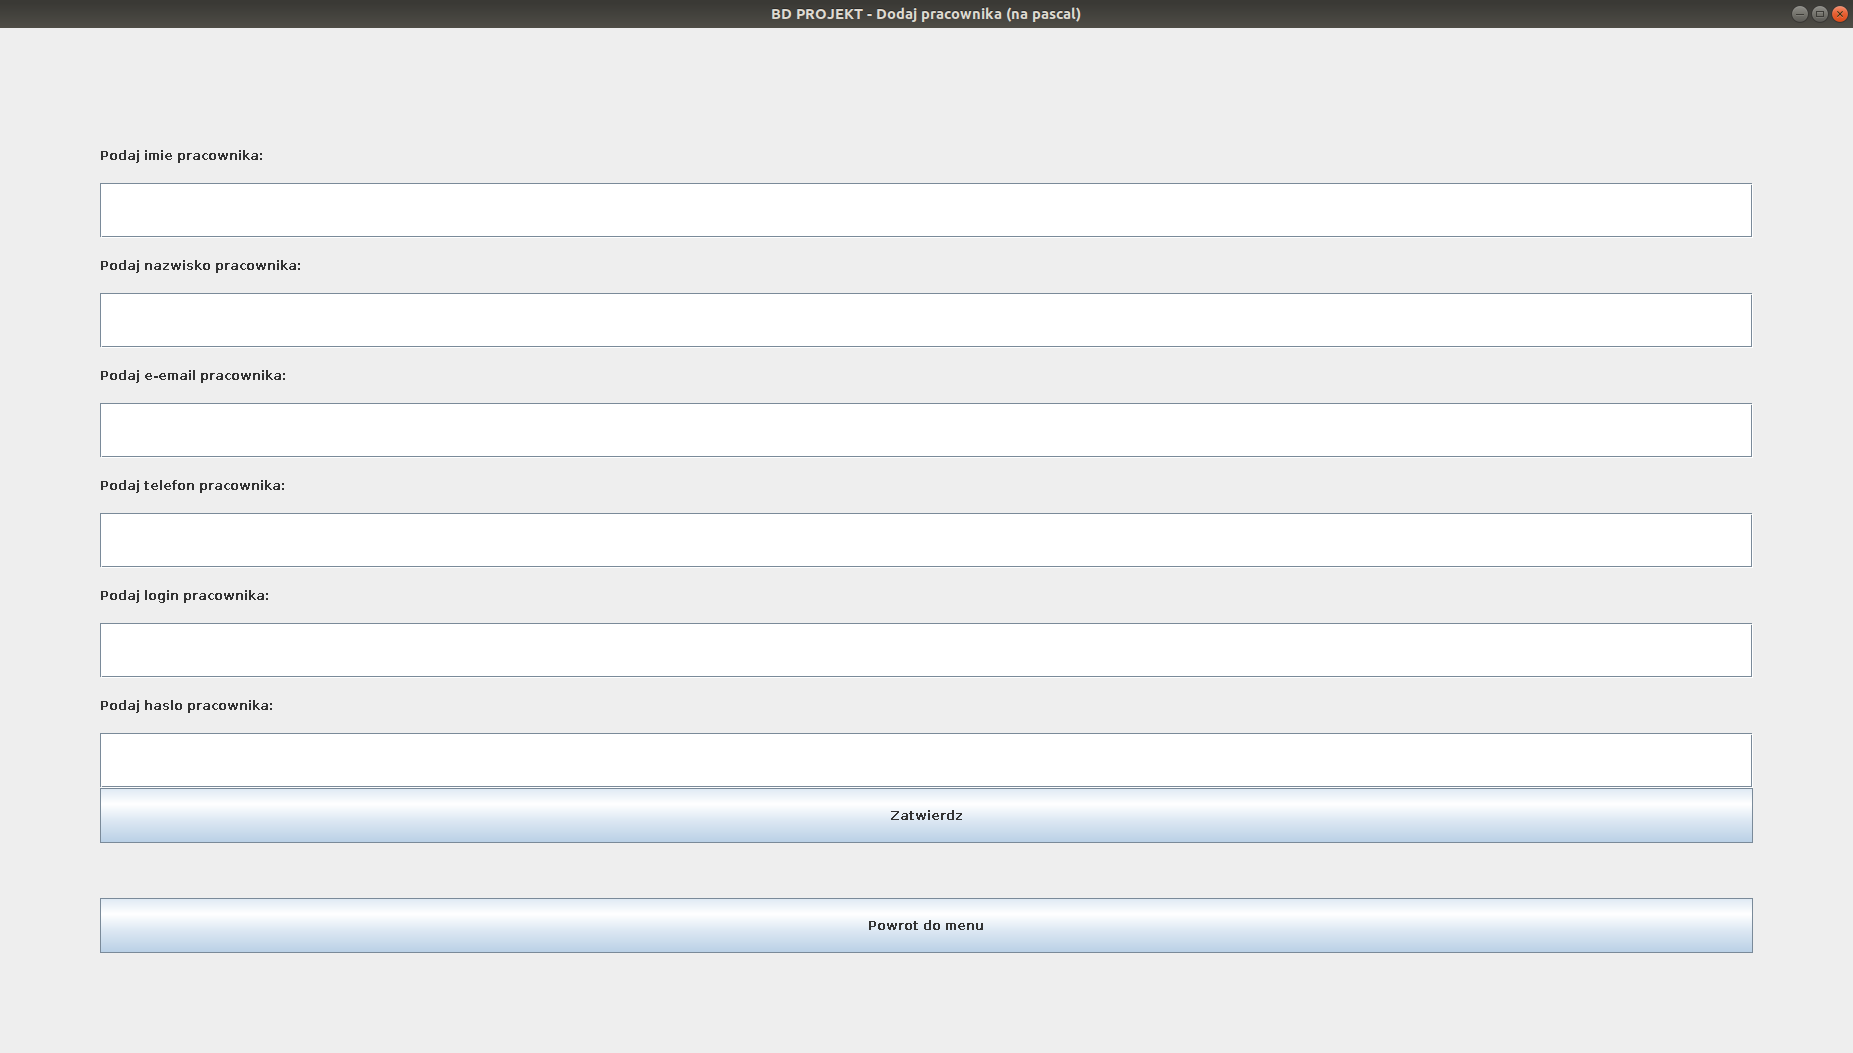 BD PROJEKT - Dodaj pracownika (na pascal)
Podaj imie pracownika:
Podaj nazwisko pracownika:
Podaj e-email pracownika:
Podaj telefon pracownika:
Podaj login pracownika:
Podaj haslo pracownika:
Zatwierdz
Powrot do menu